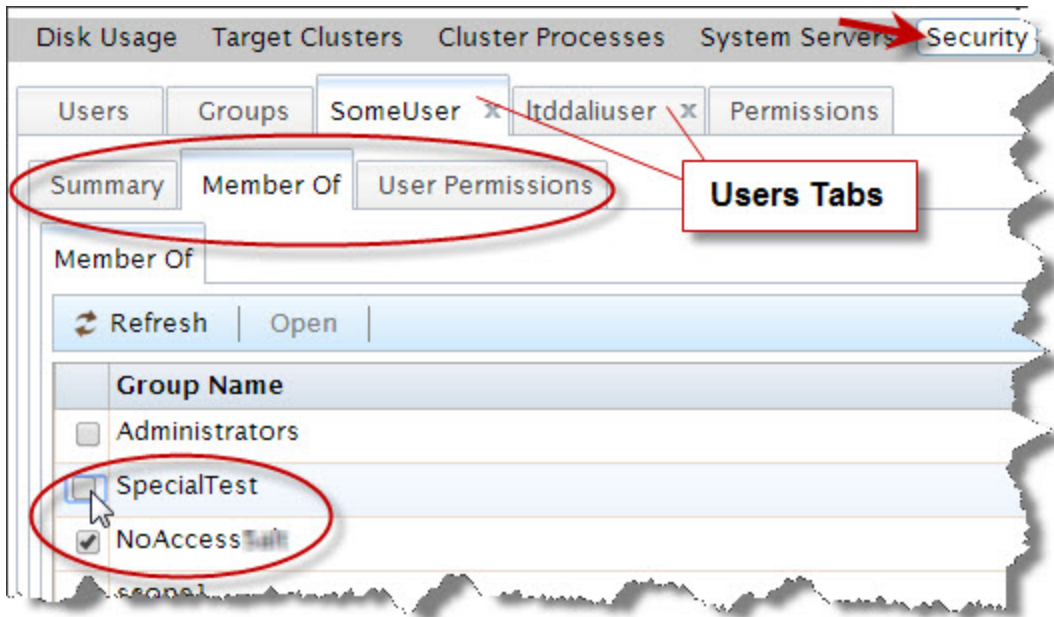 Disk Usage Target Clusters Cluster Processes System Servers Security
Users Groups SomeUser x ltddaliuser x Permissions
Summary Member Of User Permissions
Users Tabs
Member Of
Refresh Open
Group Name
Administrators
SpecialTest
NoAccess